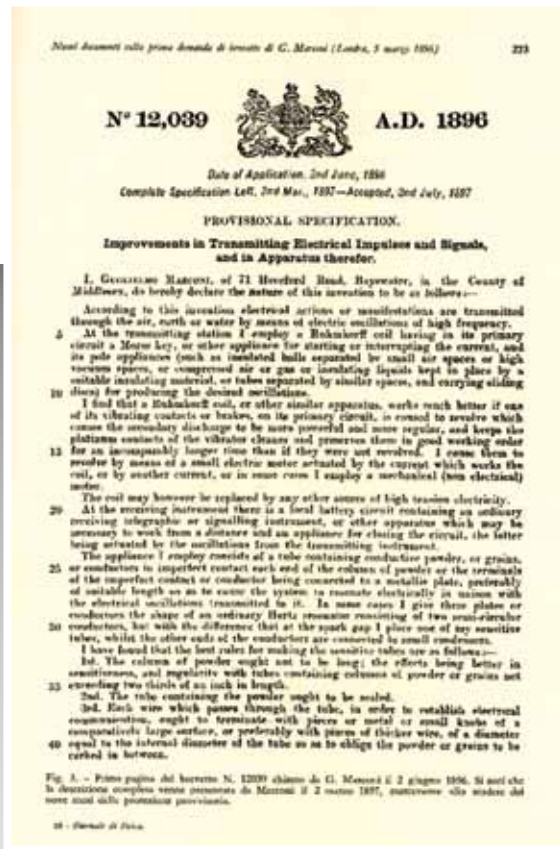 Nuovi documenti sulla prima domanda di brevetto di G. Marconi (Londra, 5 marzo 1896) 223
Nº 12,039 A.D. 1896
Date of Application, 2nd June, 1896
Complete Specification Left, 2nd Mar., 1897—Accepted, 2nd July, 1897
PROVISIONAL SPECIFICATION.
Improvements in Transmitting Electrical Impulses and Signals,
and in Apparatus therefor.
I, GUGLIELMO MARCONI, of 71 Hereford Road, Bayswater, in the County of
Middlesex, do hereby declare the nature of this invention to be as follows:—
According to this invention electrical actions or manifestations are transmitted
through the air, earth or water by means of electric oscillations of high frequency.
5 At the transmitting station I employ a Ruhmkorff coil having in its primary
circuit a Morse key, or other appliance for starting or interrupting the current, and
its pole appliances (such as insulated balls separated by small air spaces or high
vacuum spaces, or compressed air or gas or insulating liquids kept in place by a
suitable insulating material, or tubes separated by similar spaces, and carrying sliding
10 discs) for producing the desired oscillations.
I find that a Ruhmkorff coil, or other similar apparatus, works much better if one
of its vibrating contacts or brakes, on its primary circuit, is caused to revolve which
causes the secondary discharge to be more powerful and more regular, and keeps the
platinum contacts of the vibrator cleaner and preserves them in good working order
15 for an incomparably longer time than if they were not revolved. I cause them to
revolve by means of a small electric motor actuated by the current which works the
coil, or by another current, or in some cases I employ a mechanical (non electrical)
motor.
The coil may however be replaced by any other source of high tension electricity.
20 At the receiving instrument there is a local battery circuit containing an ordinary
receiving telegraphic or signalling instrument, or other apparatus which may be
necessary to work from a distance and an appliance for closing the circuit, the latter
being actuated by the oscillations from the transmitting instrument.
The appliance I employ consists of a tube containing conductive powder, or grains,
25 or conductors in imperfect contact each end of the column of powder or the terminals
of the imperfect contact or conductor being connected to a metallic plate, preferably
of suitable length so as to cause the system to resonate electrically in unison with
the electrical oscillations transmitted to it. In some cases I give these plates or
conductors the shape of an ordinary Hertz resonator consisting of two semi-circular
30 conductors, but with the difference that at the spark gap I place one of my sensitive
tubes, whilst the other ends of the conductors are connected to small condensers.
I have found that the best rules for making the sensitive tubes are as follows:—
1st. The column of powder ought not to be long, the effects being better in
sensitiveness, and regularity with tubes containing columns of powder or grains not
35 exceeding two thirds of an inch in length.
2nd. The tube containing the powder ought to be sealed.
3rd. Each wire which passes through the tube, in order to establish electrical
communication, ought to terminate with pieces or metal or small knobs of a
comparatively large surface, or preferably with pieces of thicker wire, of a diameter
40 equal to the internal diameter of the tube so as to oblige the powder or grains to be
corked in between.
Fig. 3. - Prima pagina del brevetto N. 12039 chiesto da G. Marconi il 2 giugno 1896. Si noti che
la descrizione completa venne presentata da Marconi il 2 marzo 1897, esattamente allo scadere dei
nove mesi della protezione provvisoria.
Giornale di Fisica